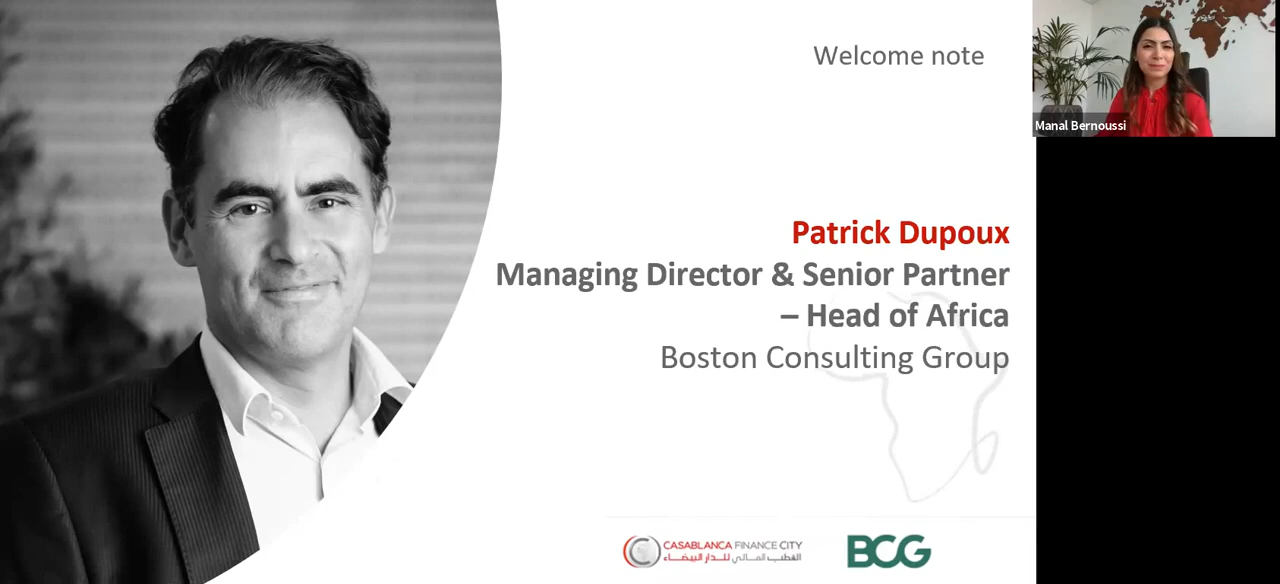 Welcome note
Manal Bernoussi
Patrick Dupoux
Managing Director & Senior Partner
– Head of Africa
Boston Consulting Group
CASABLANCA FINANCE CITY
القطب المالي للدار البيضاء
BCG